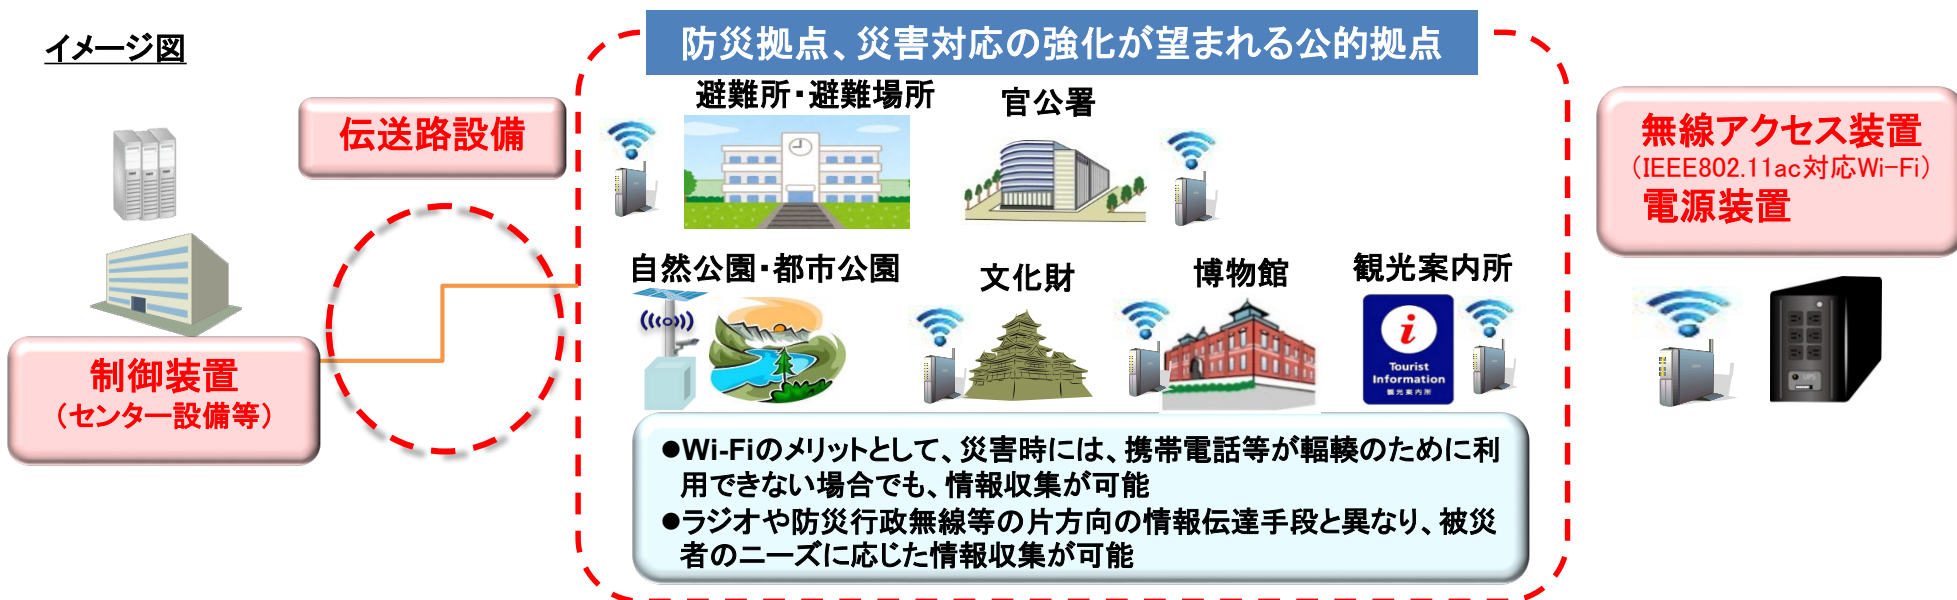 イメージ図
防災拠点、災害対応の強化が望まれる公的拠点
伝送路設備
避難所・避難場所
官公署
無線アクセス装置
（IEEE802.11ac対応Wi-Fi）
電源装置
自然公園・都市公園
文化財
博物館
観光案内所
i
Tourist
Information
観光案内所
制御装置
（センター設備等）
UPS
●Wi-Fiのメリットとして、災害時には、携帯電話等が輻輳のために利
用できない場合でも、情報収集が可能
●ラジオや防災行政無線等の片方向の情報伝達手段と異なり、被災
者のニーズに応じた情報収集が可能